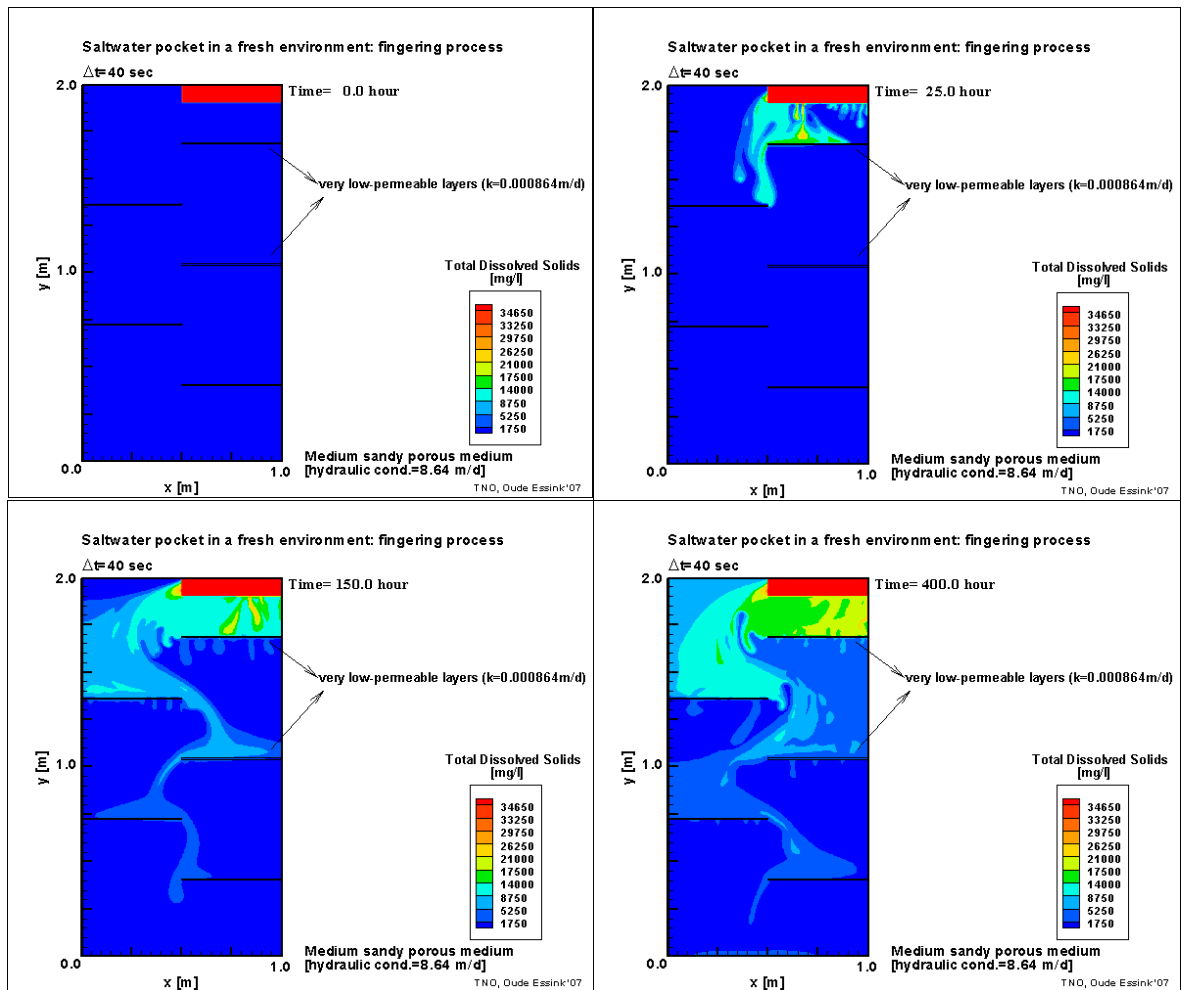 Saltwater pocket in a fresh environment: fingering process
Δt=40 sec
2.0
Time= 0.0 hour
very low-permeable layers (k=0.000864m/d)
1.0
y [m]
Total Dissolved Solids
[mg/l]
34650
33250
29750
26250
21000
17500
14000
8750
5250
1750
0.0
1.0
x [m]
Medium sandy porous medium
[hydraulic cond.=8.64 m/d]
TNO, Oude Essink'07
Saltwater pocket in a fresh environment: fingering process
Δt=40 sec
2.0
Time= 25.0 hour
very low-permeable layers (k=0.000864m/d)
1.0
y [m]
Total Dissolved Solids
[mg/l]
34650
33250
29750
26250
21000
17500
14000
8750
5250
1750
0.0
1.0
x [m]
Medium sandy porous medium
[hydraulic cond.=8.64 m/d]
TNO, Oude Essink'07
Saltwater pocket in a fresh environment: fingering process
Δt=40 sec
2.0
Time= 150.0 hour
very low-permeable layers (k=0.000864m/d)
1.0
y [m]
Total Dissolved Solids
[mg/l]
34650
33250
29750
26250
21000
17500
14000
8750
5250
1750
0.0
1.0
x [m]
Medium sandy porous medium
[hydraulic cond.=8.64 m/d]
TNO, Oude Essink'07
Saltwater pocket in a fresh environment: fingering process
Δt=40 sec
2.0
Time= 400.0 hour
very low-permeable layers (k=0.000864m/d)
1.0
y [m]
Total Dissolved Solids
[mg/l]
34650
33250
29750
26250
21000
17500
14000
8750
5250
1750
0.0
1.0
x [m]
Medium sandy porous medium
[hydraulic cond.=8.64 m/d]
TNO, Oude Essink'07